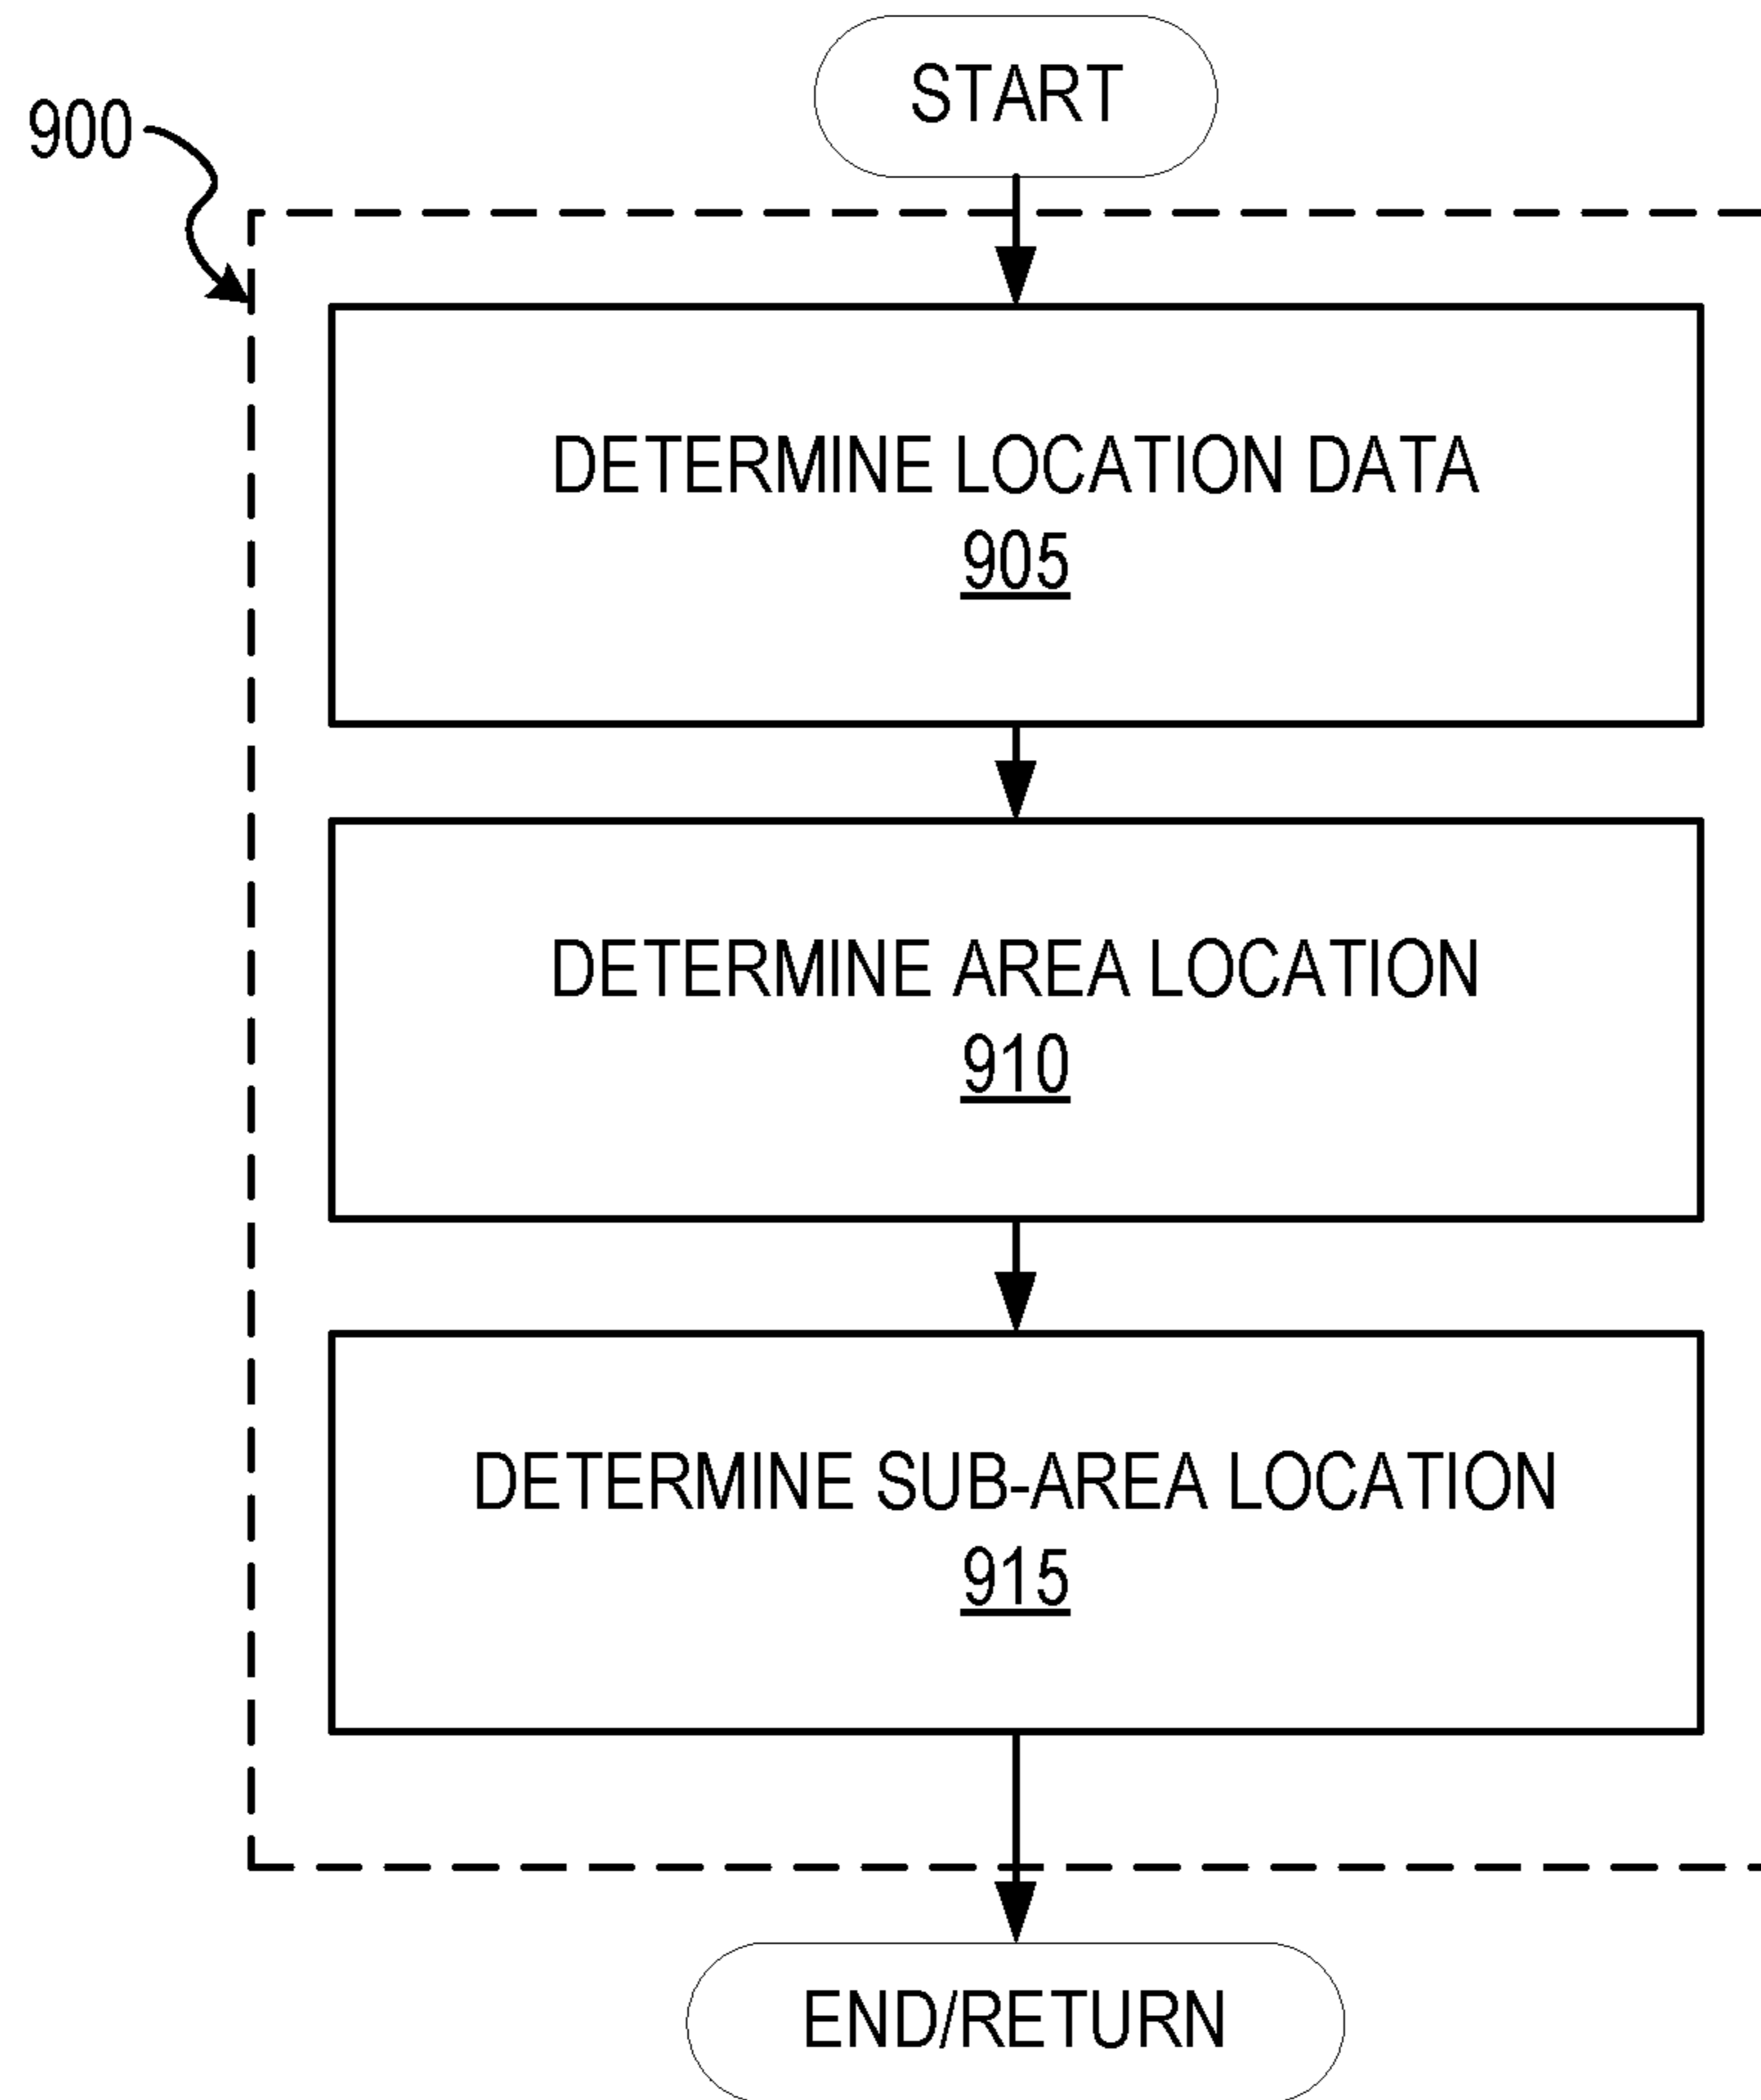 START
900
DETERMINE LOCATION DATA
905
DETERMINE AREA LOCATION
910
DETERMINE SUB-AREA LOCATION
915
END/RETURN